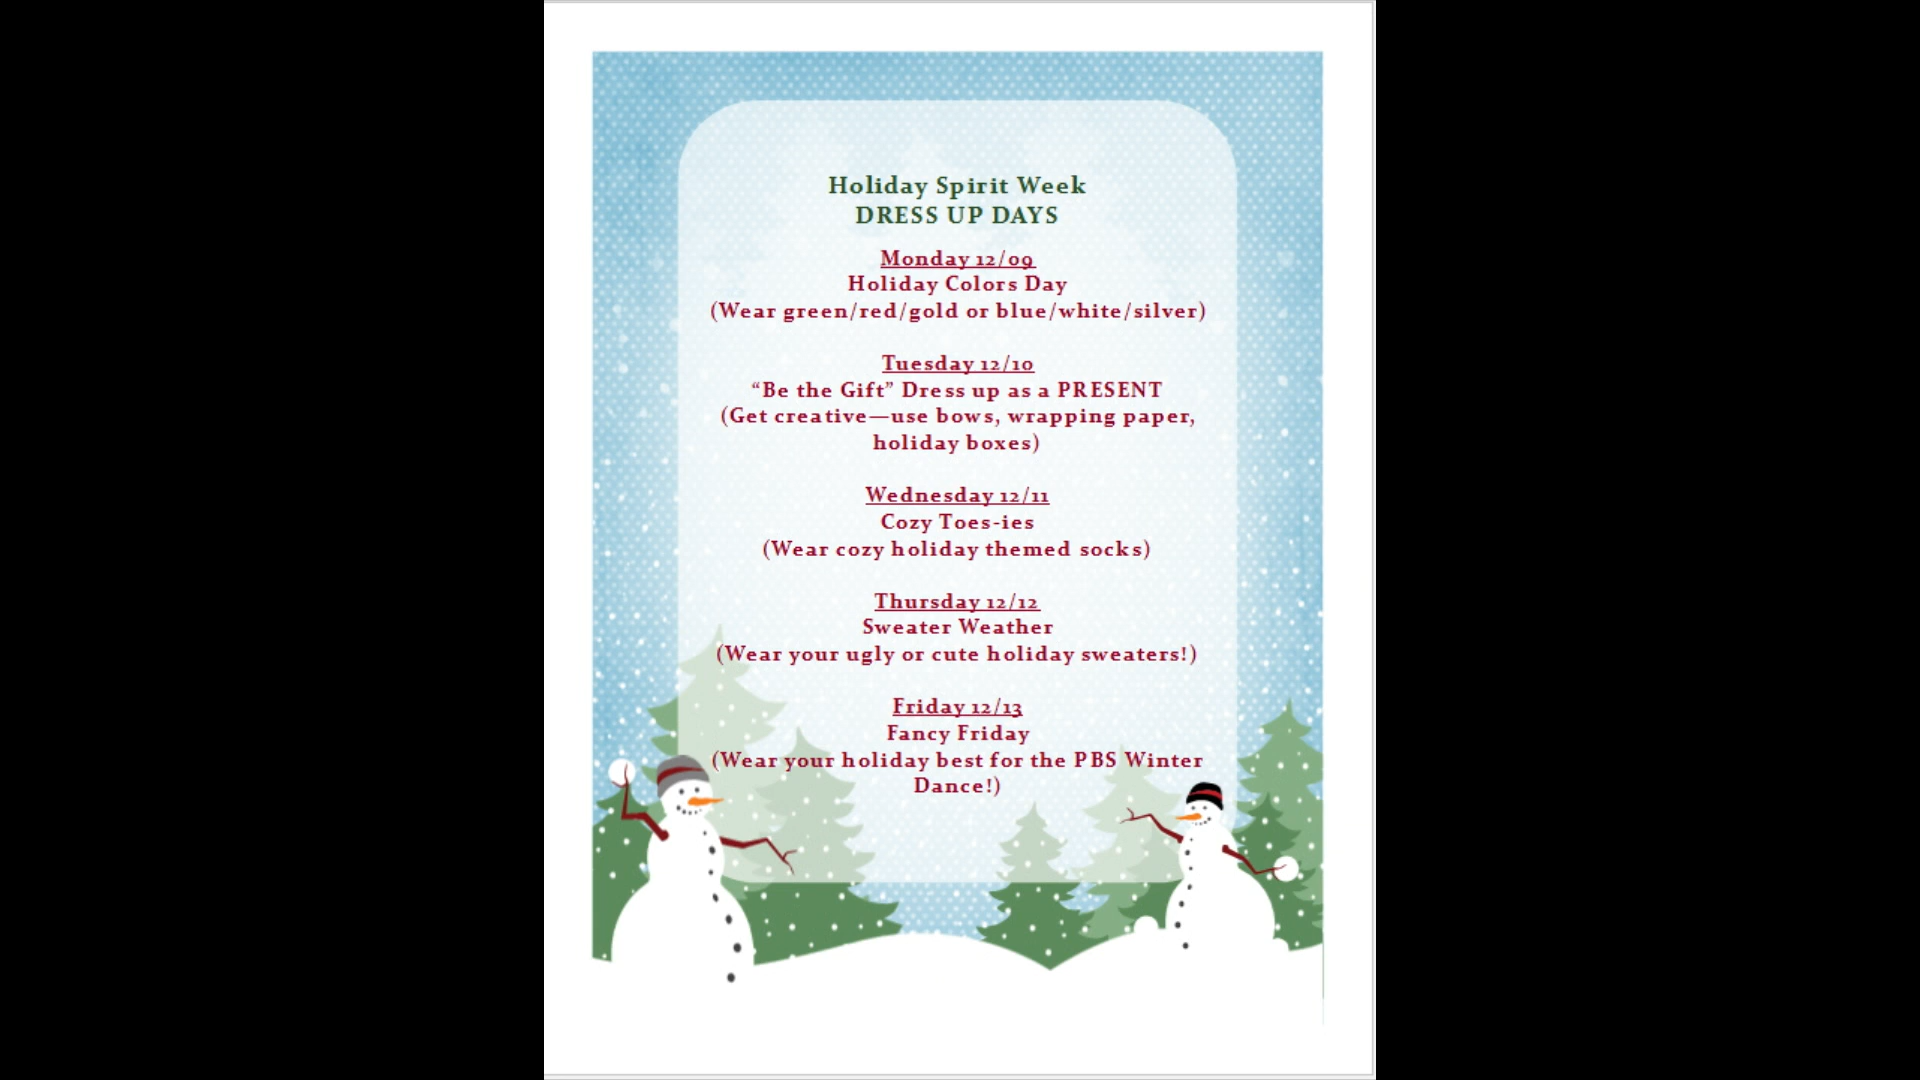 Holiday Spirit Week
DRESS UP DAYS
Monday 12/09
Holiday Colors Day
(Wear green/red/gold or blue/white/silver)
Tuesday 12/10
“Be the Gift” Dress up as a PRESENT
(Get creative—use bows, wrapping paper,
holiday boxes)
Wednesday 12/11
Cozy Toes-ies
(Wear cozy holiday themed socks)
Thursday 12/12
Sweater Weather
(Wear your ugly or cute holiday sweaters!)
Friday 12/13
Fancy Friday
(Wear your holiday best for the PBS Winter
Dance!)